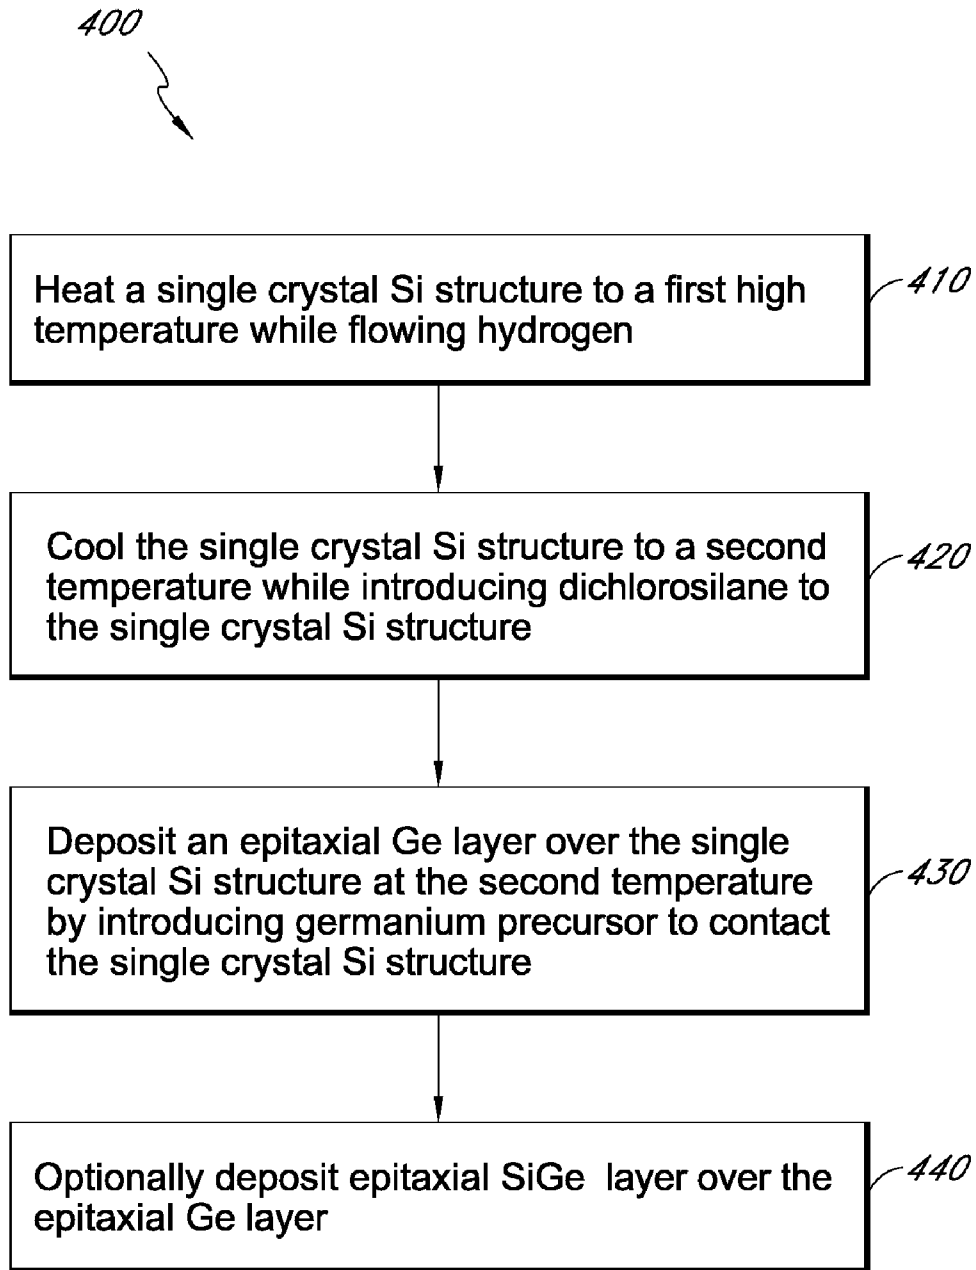 400
Heat a single crystal Si structure to a first high
temperature while flowing hydrogen
410
Cool the single crystal Si structure to a second
temperature while introducing dichlorosilane to
the single crystal Si structure
420
Deposit an epitaxial Ge layer over the single
crystal Si structure at the second temperature
by introducing germanium precursor to contact
the single crystal Si structure
430
Optionally deposit epitaxial SiGe layer over the
epitaxial Ge layer
440